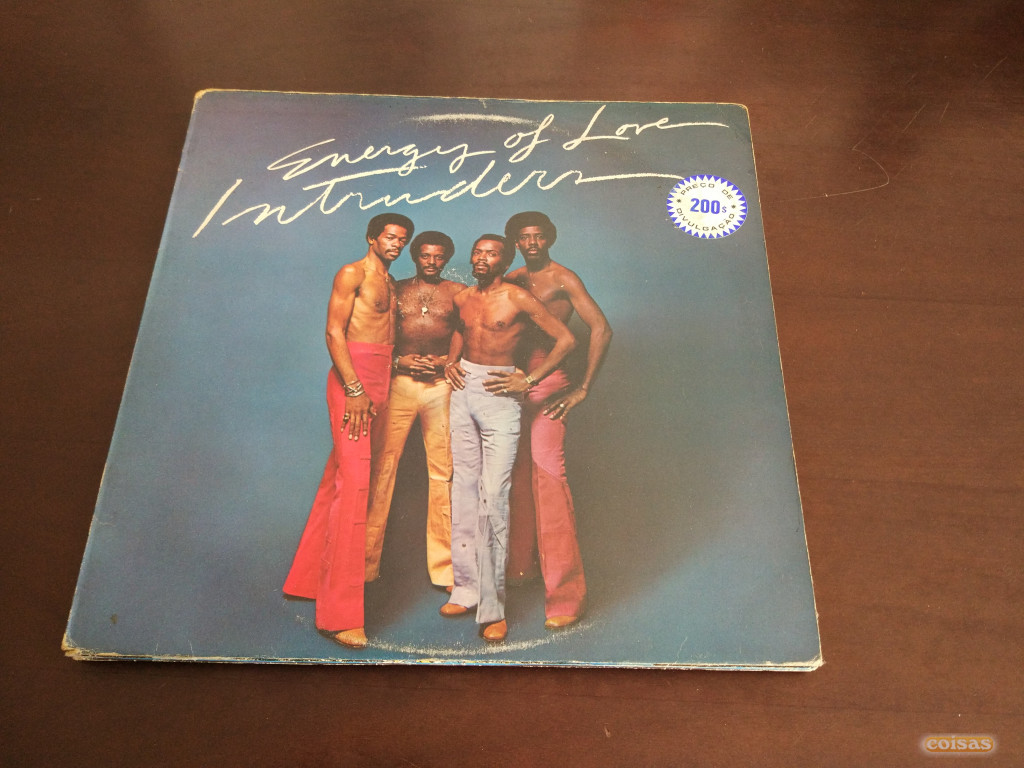 Energy of Love
Intruders
PREÇO DE
200$
DIVULGAÇÃO
coisas